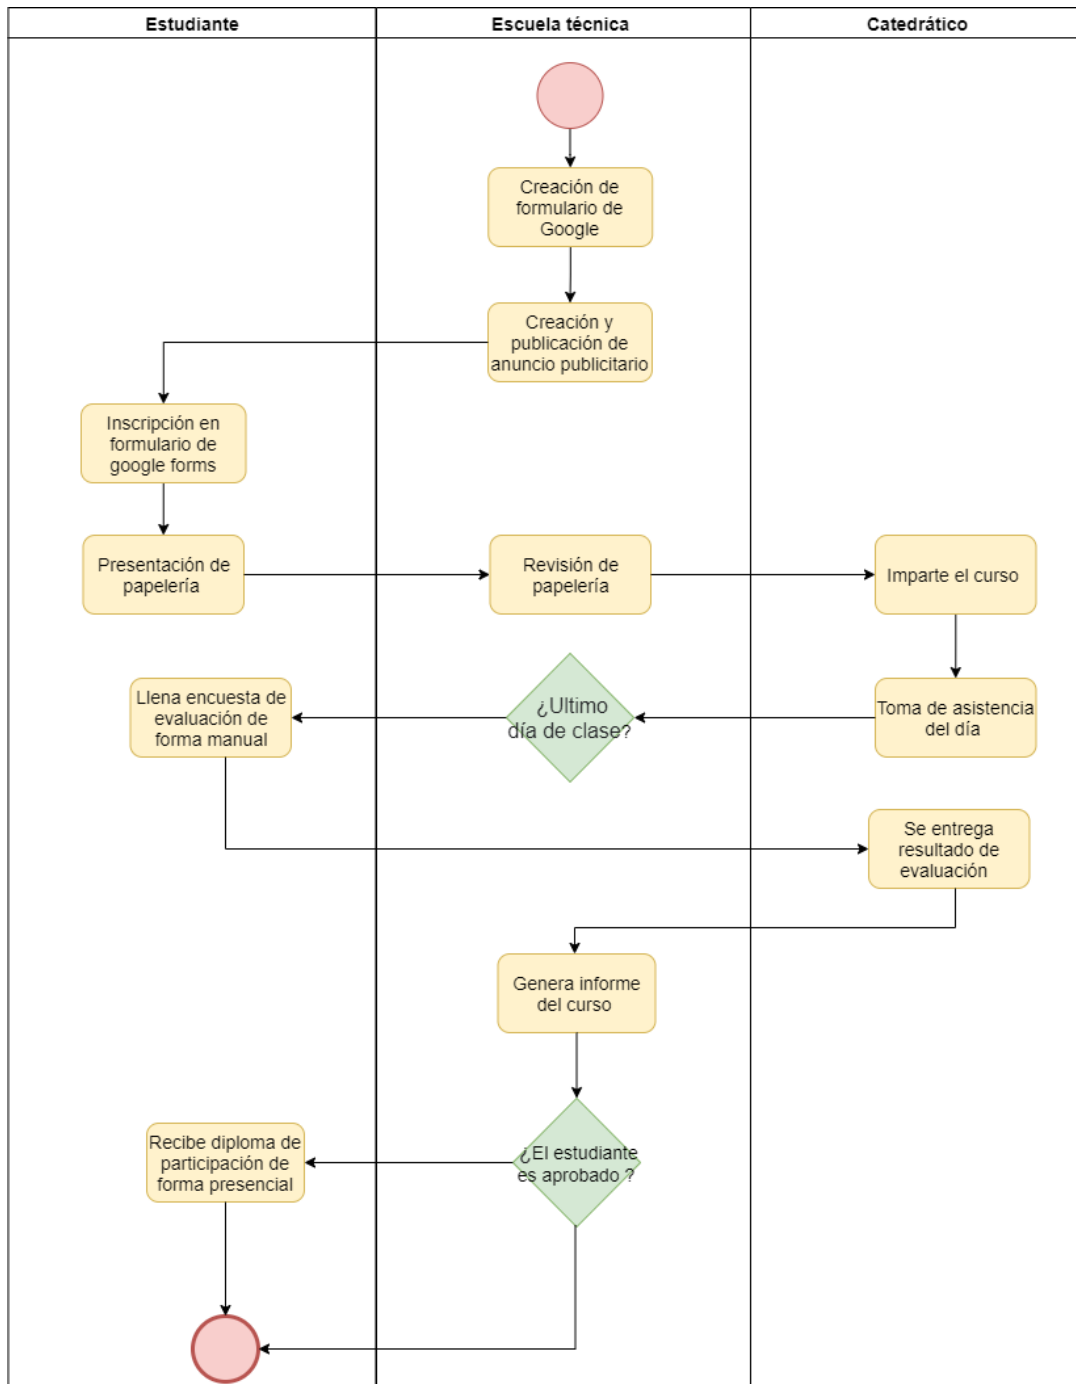 Estudiante
Escuela técnica
Catedrático
Creación de
formulario de
Google
Creación y
publicación de
anuncio publicitario
Inscripción en
formulario de
google forms
Presentación de
papelería
Revisión de
papelería
Imparte el curso
Llena encuesta de
evaluación de
forma manual
¿Ultimo
día de clase?
Toma de asistencia
del día
Se entrega
resultado de
evaluación
Genera informe
del curso
Recibe diploma de
participación de
forma presencial
¿El estudiante
es aprobado ?